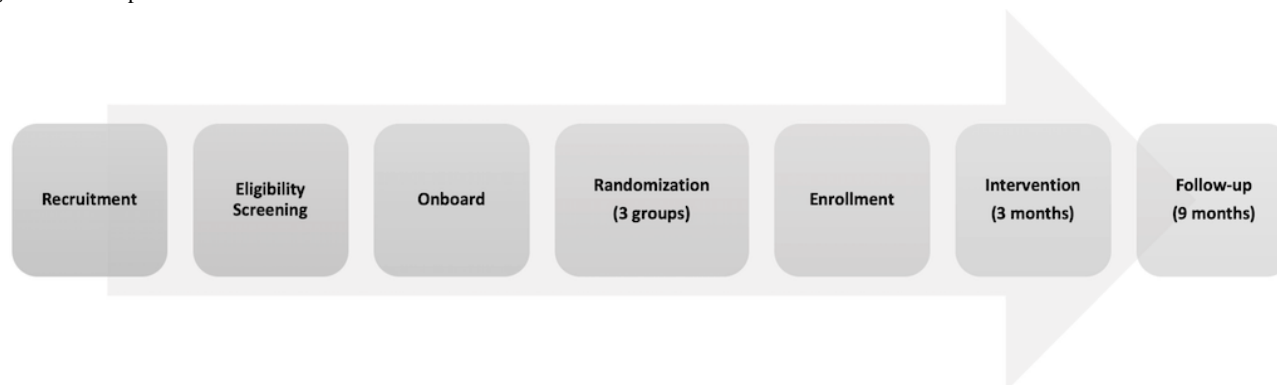 Recruitment
Eligibility
Screening
Onboard
Randomization
(3 groups)
Enrollment
Intervention
(3 months)
Follow-up
(9 months)